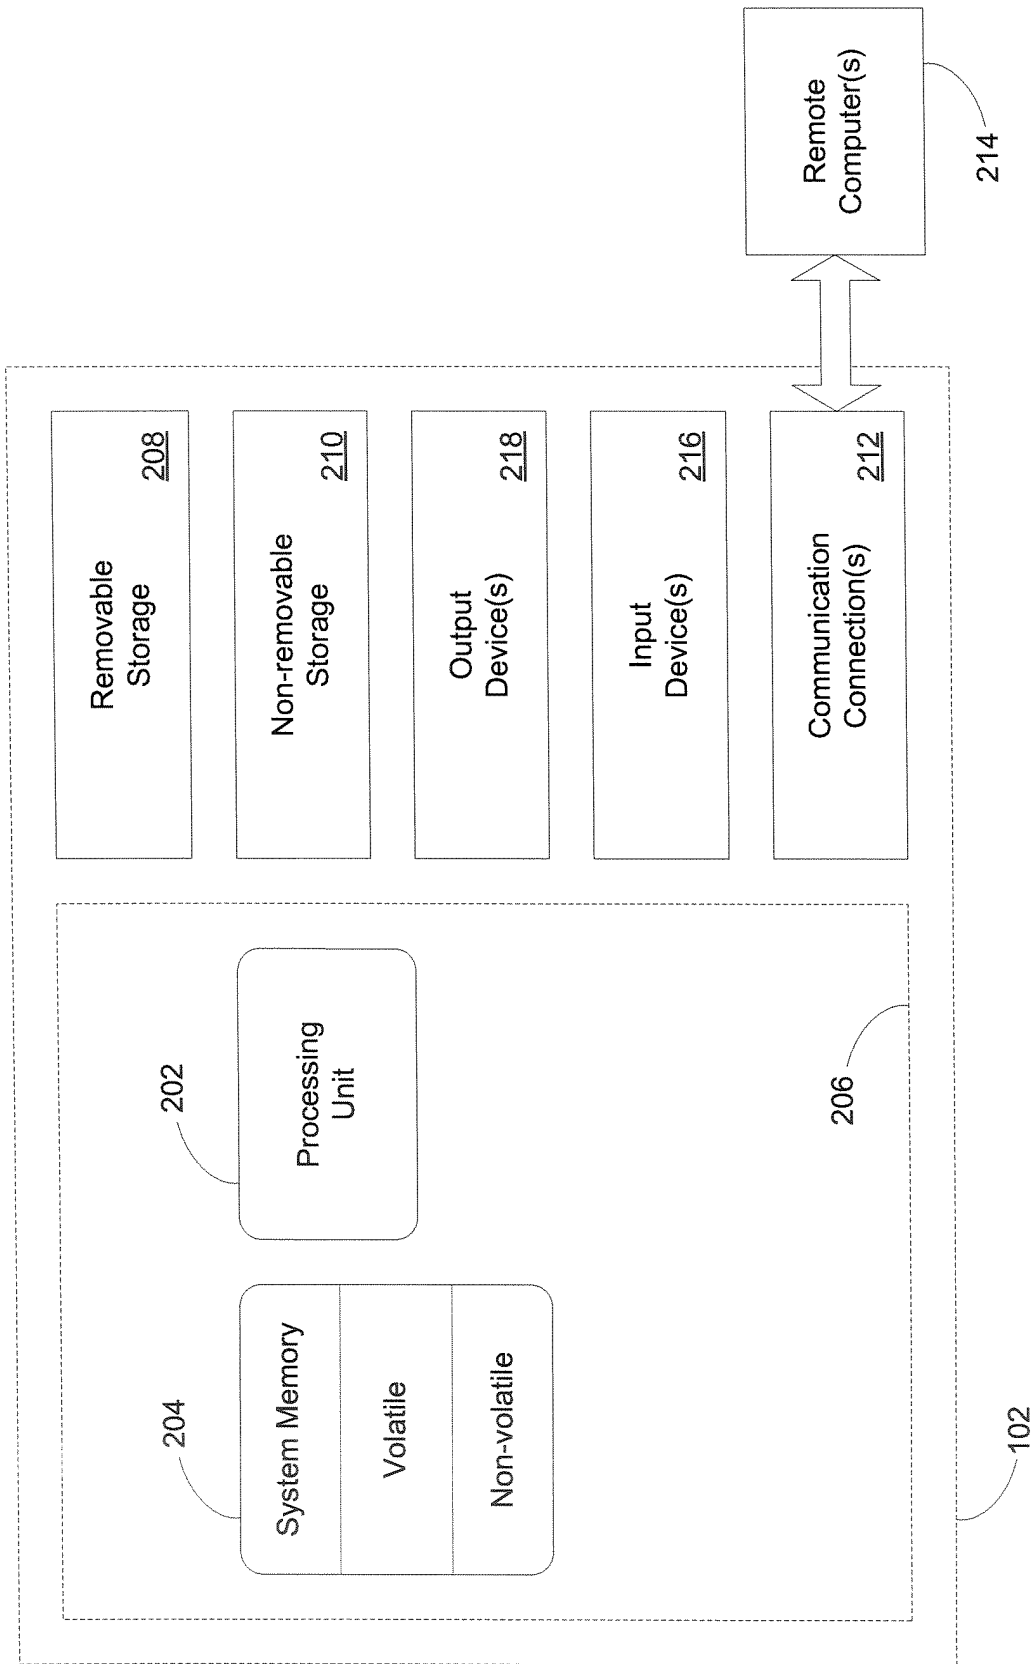 204
System Memory
Volatile
Non-volatile
202
Processing
Unit
206
Removable
Storage
208
Non-removable
Storage
210
Output
Device(s)
218
Input
Device(s)
216
Communication
Connection(s)
212
Remote
Computer(s)
214
102